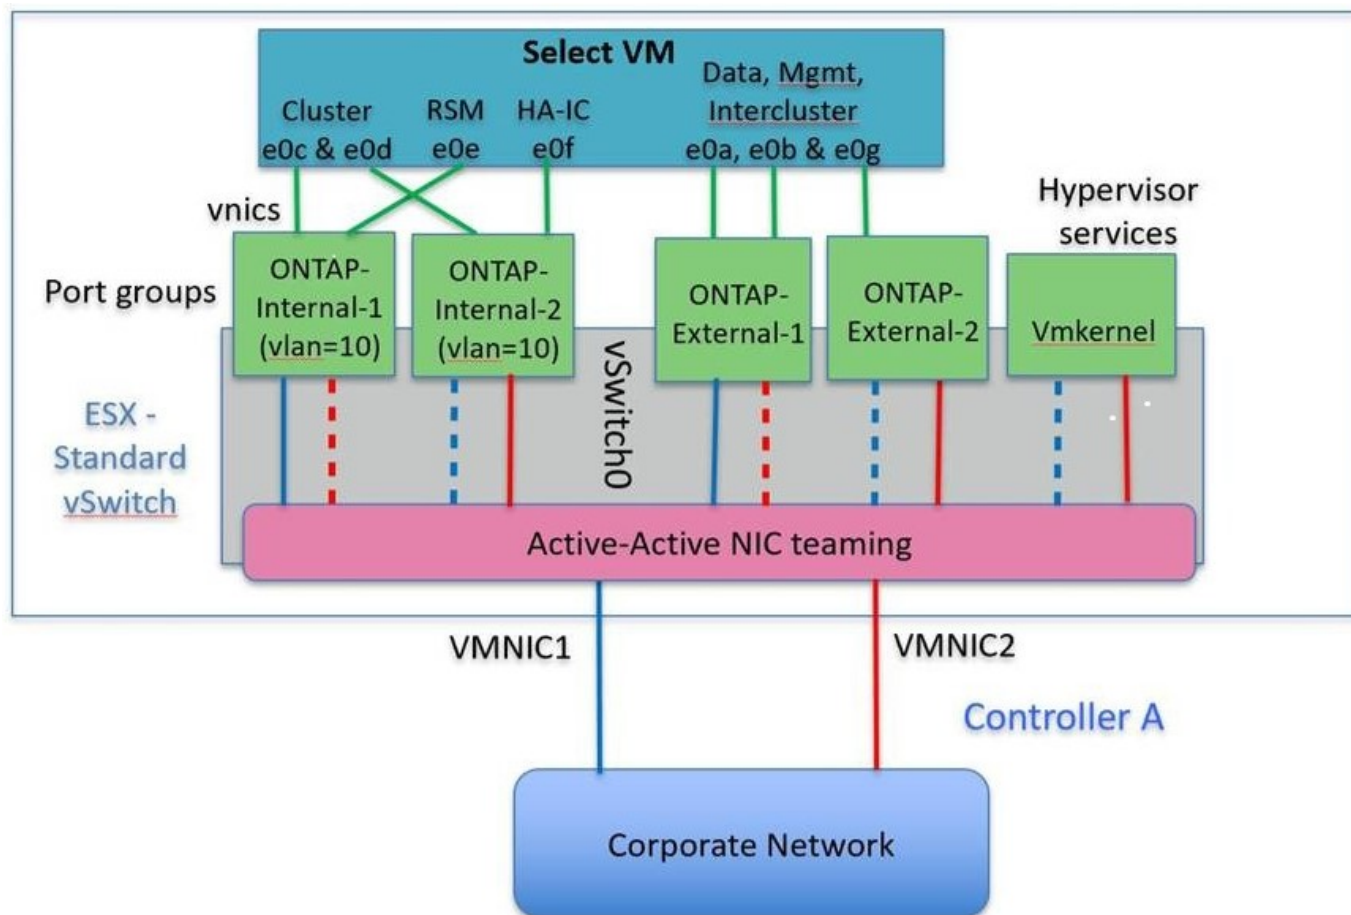 Select VM
Cluster
e0c & e0d
RSM
e0e
HA-IC
e0f
Data, Mgmt,
Intercluster
e0a, e0b & e0g
vnics
Hypervisor
services
Port groups
ONTAP-
Internal-1
(vlan=10)
ONTAP-
Internal-2
(vlan=10)
ONTAP-
External-1
ONTAP-
External-2
Vmkernel
vSwitch0
ESX -
Standard
vSwitch
Active-Active NIC teaming
VMNIC1
VMNIC2
Controller A
Corporate Network